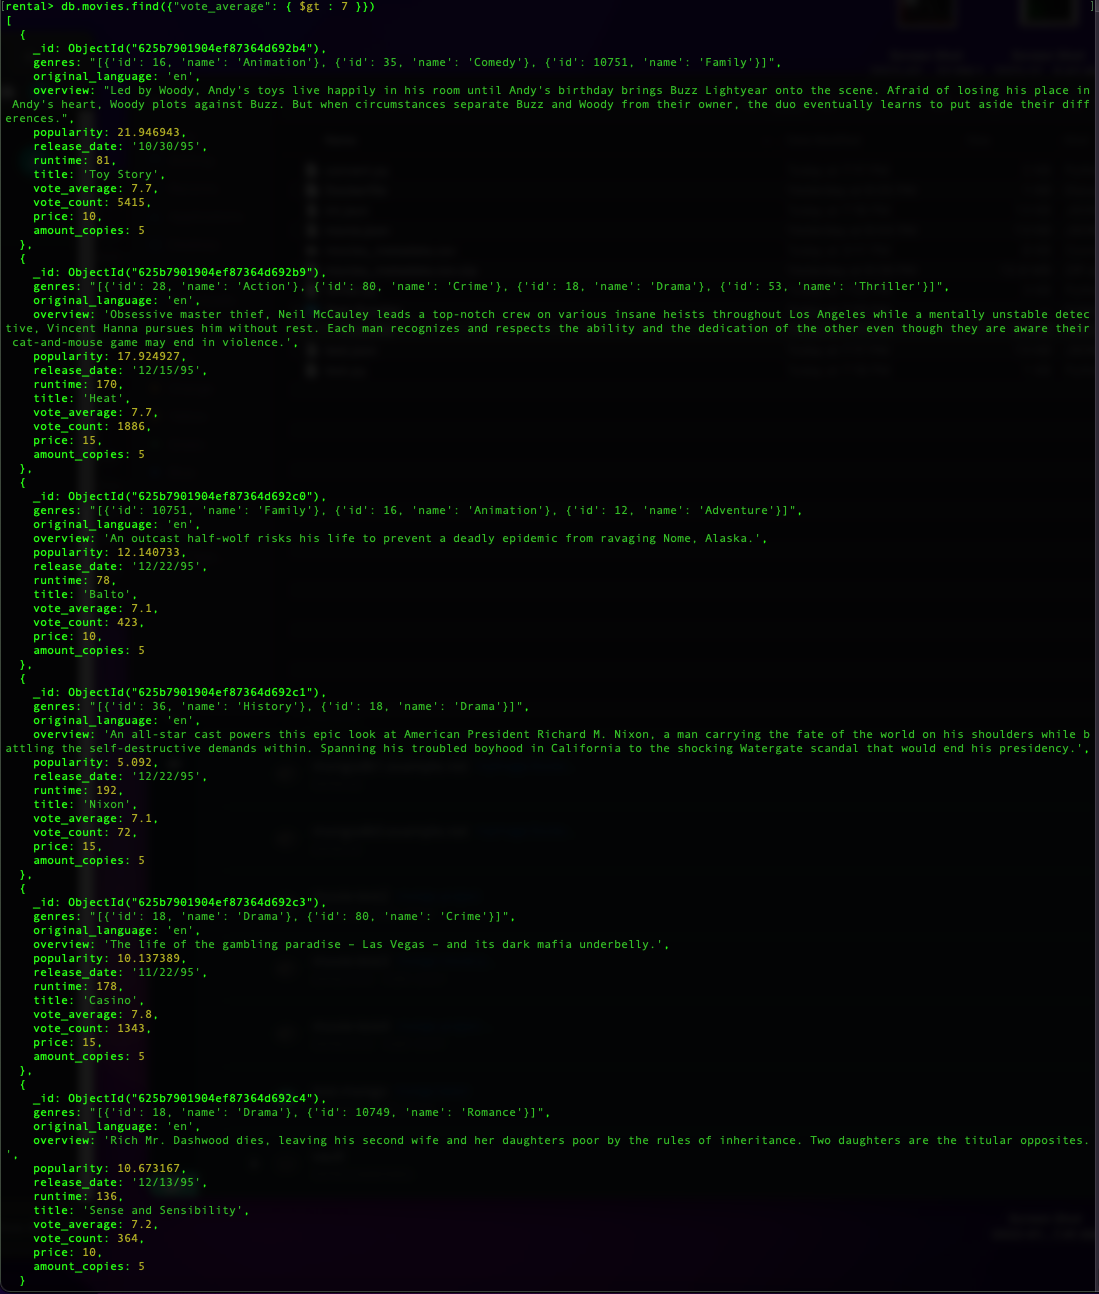 [rental> db.movies.find({"vote_average": { $gt : 7 }}) ]
[
  {
    _id: ObjectId("625b7901904ef87364d692b4"),
    genres: "[{'id': 16, 'name': 'Animation'}, {'id': 35, 'name': 'Comedy'}, {'id': 10751, 'name': 'Family'}]",
    original_language: 'en',
    overview: "Led by Woody, Andy's toys live happily in his room until Andy's birthday brings Buzz Lightyear onto the scene. Afraid of losing his place in
 Andy's heart, Woody plots against Buzz. But when circumstances separate Buzz and Woody from their owner, the duo eventually learns to put aside their diff
erences.",
    popularity: 21.946943,
    release_date: '10/30/95',
    runtime: 81,
    title: 'Toy Story',
    vote_average: 7.7,
    vote_count: 5415,
    price: 10,
    amount_copies: 5
  },
  {
    _id: ObjectId("625b7901904ef87364d692b9"),
    genres: "[{'id': 28, 'name': 'Action'}, {'id': 80, 'name': 'Crime'}, {'id': 18, 'name': 'Drama'}, {'id': 53, 'name': 'Thriller'}]",
    original_language: 'en',
    overview: 'Obsessive master thief, Neil McCauley leads a top-notch crew on various insane heists throughout Los Angeles while a mentally unstable detec
tive, Vincent Hanna pursues him without rest. Each man recognizes and respects the ability and the dedication of the other even though they are aware their
 cat-and-mouse game may end in violence.',
    popularity: 17.924927,
    release_date: '12/15/95',
    runtime: 170,
    title: 'Heat',
    vote_average: 7.7,
    vote_count: 1886,
    price: 15,
    amount_copies: 5
  },
  {
    _id: ObjectId("625b7901904ef87364d692c0"),
    genres: "[{'id': 10751, 'name': 'Family'}, {'id': 16, 'name': 'Animation'}, {'id': 12, 'name': 'Adventure'}]",
    original_language: 'en',
    overview: 'An outcast half-wolf risks his life to prevent a deadly epidemic from ravaging Nome, Alaska.',
    popularity: 12.140733,
    release_date: '12/22/95',
    runtime: 78,
    title: 'Balto',
    vote_average: 7.1,
    vote_count: 423,
    price: 10,
    amount_copies: 5
  },
  {
    _id: ObjectId("625b7901904ef87364d692c1"),
    genres: "[{'id': 36, 'name': 'History'}, {'id': 18, 'name': 'Drama'}]",
    original_language: 'en',
    overview: 'An all-star cast powers this epic look at American President Richard M. Nixon, a man carrying the fate of the world on his shoulders while b
attling the self-destructive demands within. Spanning his troubled boyhood in California to the shocking Watergate scandal that would end his presidency.',
    popularity: 5.092,
    release_date: '12/22/95',
    runtime: 192,
    title: 'Nixon',
    vote_average: 7.1,
    vote_count: 72,
    price: 15,
    amount_copies: 5
  },
  {
    _id: ObjectId("625b7901904ef87364d692c3"),
    genres: "[{'id': 18, 'name': 'Drama'}, {'id': 80, 'name': 'Crime'}]",
    original_language: 'en',
    overview: 'The life of the gambling paradise – Las Vegas – and its dark mafia underbelly.',
    popularity: 10.137389,
    release_date: '11/22/95',
    runtime: 178,
    title: 'Casino',
    vote_average: 7.8,
    vote_count: 1343,
    price: 15,
    amount_copies: 5
  },
  {
    _id: ObjectId("625b7901904ef87364d692c4"),
    genres: "[{'id': 18, 'name': 'Drama'}, {'id': 10749, 'name': 'Romance'}]",
    original_language: 'en',
    overview: 'Rich Mr. Dashwood dies, leaving his second wife and her daughters poor by the rules of inheritance. Two daughters are the titular opposites.
',
    popularity: 10.673167,
    release_date: '12/13/95',
    runtime: 136,
    title: 'Sense and Sensibility',
    vote_average: 7.2,
    vote_count: 364,
    price: 10,
    amount_copies: 5
  }